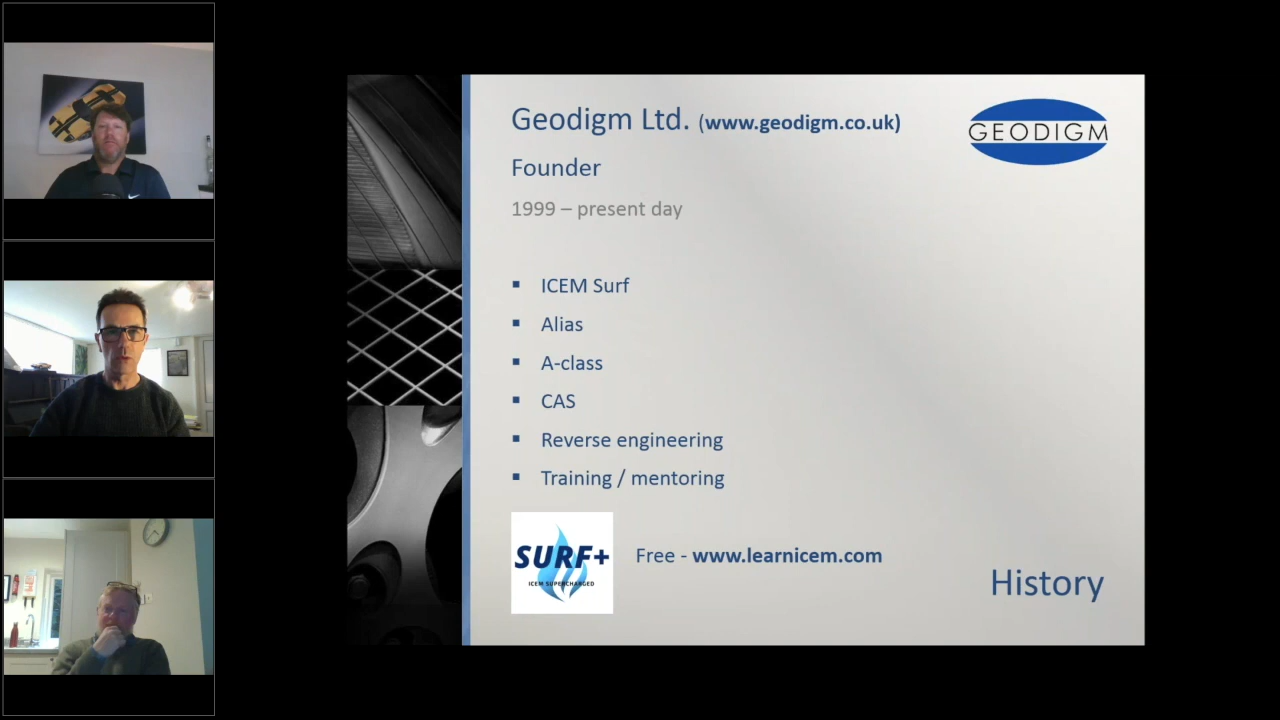 Geodigm Ltd. (www.geodigm.co.uk)
GEODIGM
Founder
1999 – present day
▪ ICEM Surf
▪ Alias
▪ A-class
▪ CAS
▪ Reverse engineering
▪ Training / mentoring
SURF+
ICEM SUPERCHARGED
Free - www.learnicem.com
History